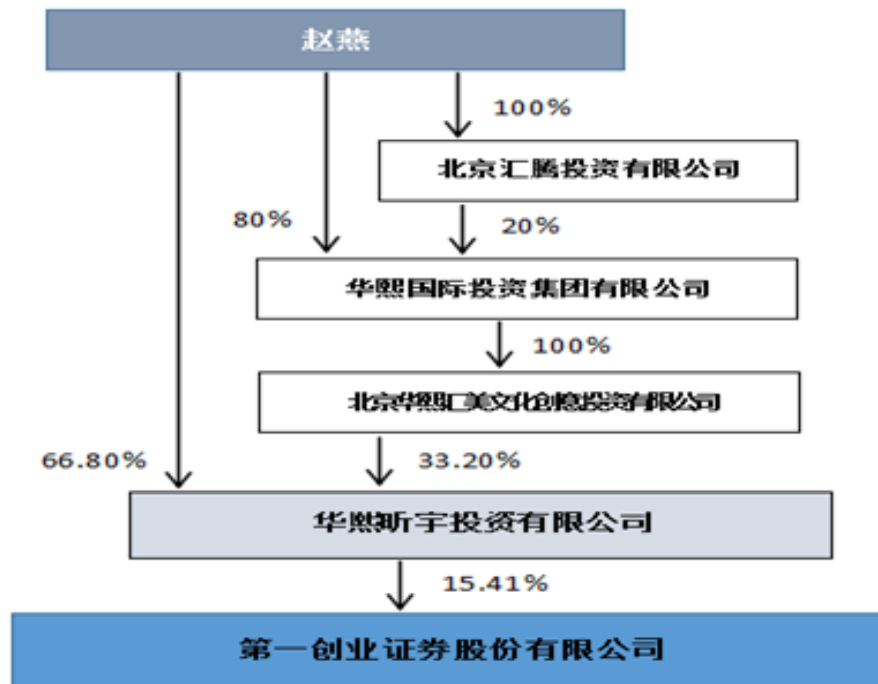 赵燕
100%
北京汇腾投资有限公司
80%
20%
华熙国际投资集团有限公司
100%
北京华熙汇美文化创意投资有限公司
66.80%
33.20%
华熙昕宇投资有限公司
15.41%
第一创业证券股份有限公司